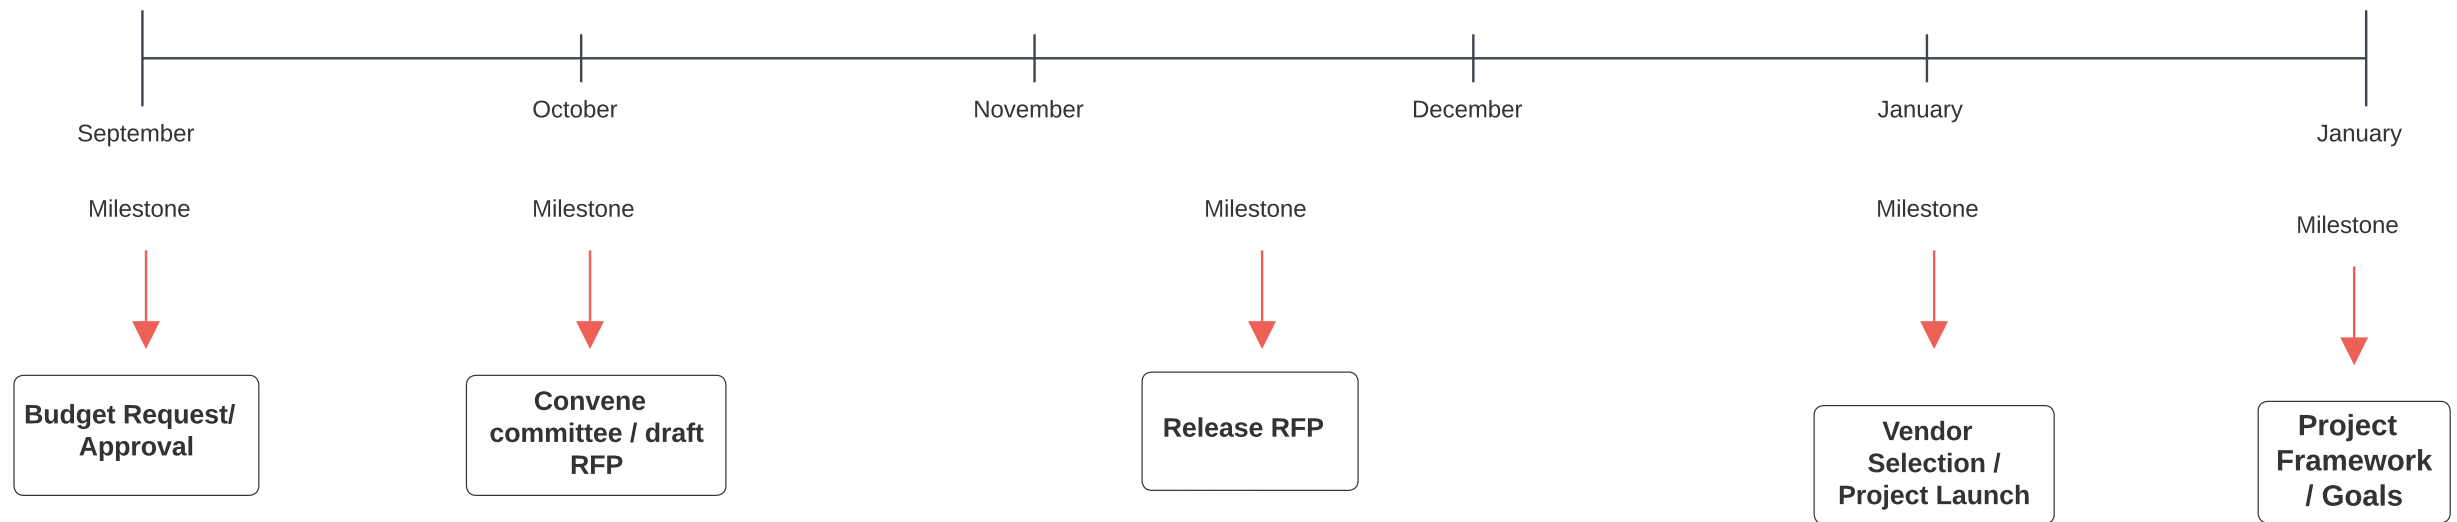 September
October
November
December
January
January
Milestone
Milestone
Milestone
Milestone
Milestone
Budget Request/
Approval
Convene
committee / draft
RFP
Release RFP
Vendor
Selection /
Project Launch
Project
Framework
/ Goals